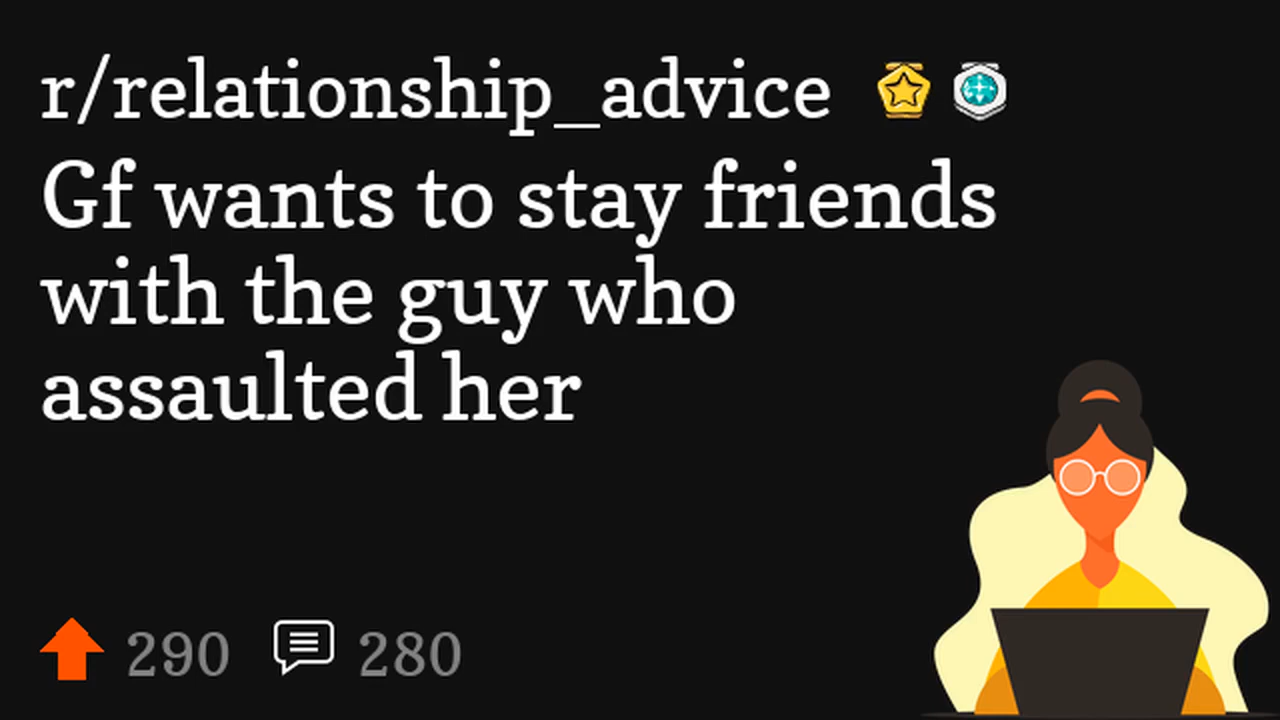 r/relationship_advice
Gf wants to stay friends
with the guy who
assaulted her
290 280